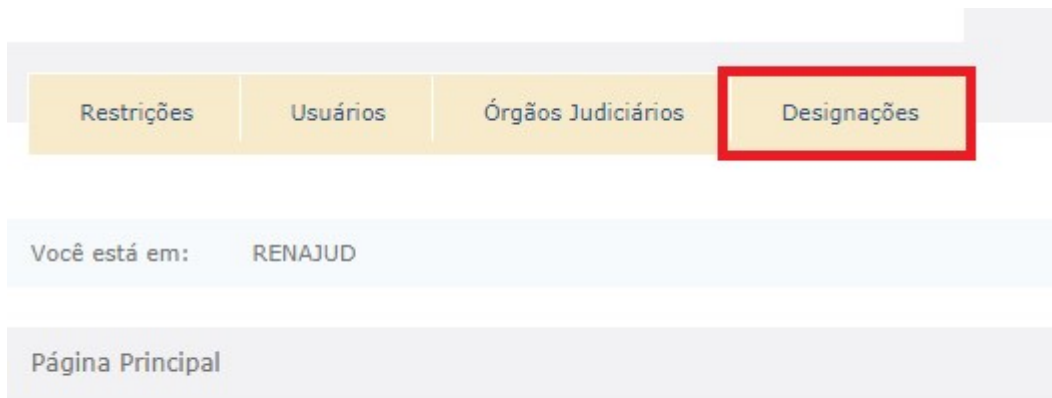 Restrições Usuários Órgãos Judiciários Designações
Você está em: RENAJUD
Página Principal